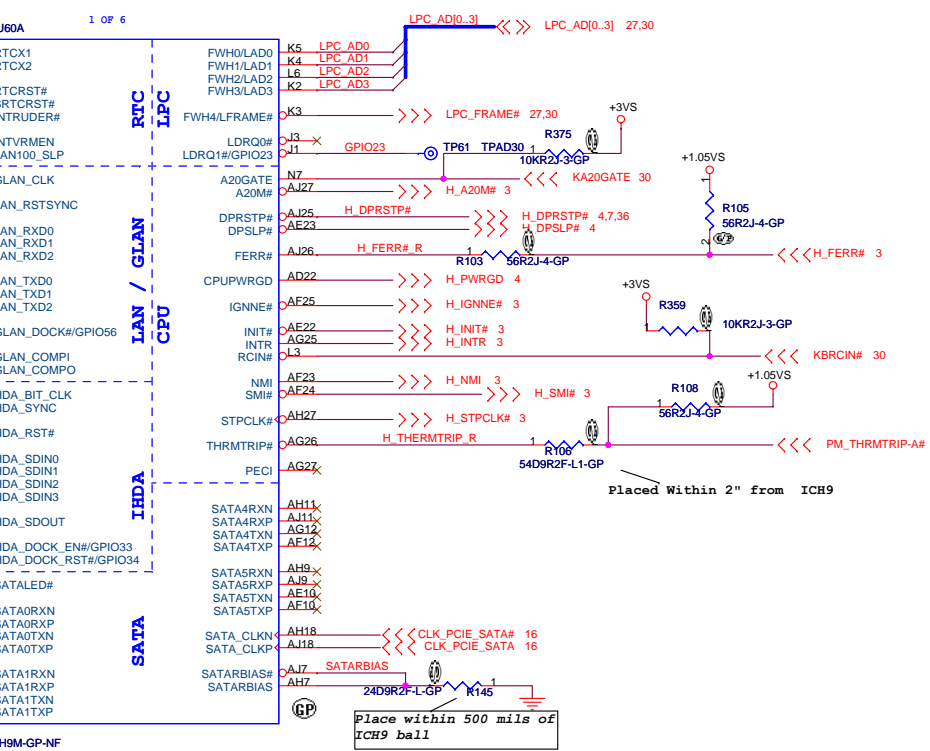 1 OF 6
LPC_AD[0..3]
LPC_AD[0..3] 27,30
J60A
RTCX1
RTCX2
RTCRST#
SRTCRST#
INTRUDER#
INTVRMEN
LAN100_SLP
RTC
LPC
FWH0/LAD0 K5 LPC_AD0
FWH1/LAD1 K4 LPC_AD1
FWH2/LAD2 L6 LPC_AD2
FWH3/LAD3 K2 LPC_AD3
FWH4/LFRAME# K3 LPC_FRAME# 27,30
LDRQ0# J3
LDRQ1#/GPIO23 J1 GPIO23 TP61 TPAD30
+3VS
R375
1
10KR2J-3-GP
GLAN_CLK
LAN_RSTSYNC
LAN_RXD0
LAN_RXD1
LAN_RXD2
LAN_TXD0
LAN_TXD1
LAN_TXD2
GLAN_DOCK#/GPIO56
GLAN_COMPI
GLAN_COMPO
LAN / GLAN
CPU
A20GATE N7 KA20GATE 30
A20M# AJ27 H_A20M# 3
DPRSTP# AJ25 H_DPRSTP# H_DPRSTP# 4,7,36
DPSLP# AE23 H_DPSLP# 4
FERR# AJ26 H_FERR#_R R103 1 56R2J-4-GP H_FERR# 3
+1.05VS
1
R105
56R2J-4-GP
2
CPUPWRGD AD22 H_PWRGD 4
IGNNE# AF25 H_IGNNE# 3
INIT# AE22 H_INIT# 3
INTR AG25 H_INTR 3
RCIN# L3 KBRCIN# 30
+3VS
R359
1
10KR2J-3-GP
NMI AF23 H_NMI 3
SMI# AF24 H_SMI# 3
STPCLK# AH27 H_STPCLK# 3
THRMTRIP# AG26 H_THERMTRIP_R 1 R106 54D9R2F-L1-GP PM_THRMTRIP-A#
+1.05VS
R108
1
56R2J-4-GP
PECI AG27
Placed Within 2" from ICH9
HDA_BIT_CLK
HDA_SYNC
HDA_RST#
HDA_SDIN0
HDA_SDIN1
HDA_SDIN2
HDA_SDIN3
HDA_SDOUT
HDA_DOCK_EN#/GPIO33
HDA_DOCK_RST#/GPIO34
IHDA
SATA4RXN AH11
SATA4RXP AJ11
SATA4TXN AG12
SATA4TXP AF12
SATA5RXN AH9
SATA5RXP AJ9
SATA5TXN AE10
SATA5TXP AF10
SATALED#
SATA0RXN
SATA0RXP
SATA0TXN
SATA0TXP
SATA1RXN
SATA1RXP
SATA1TXN
SATA1TXP
SATA
SATA_CLKN AH18 CLK_PCIE_SATA# 16
SATA_CLKP AJ18 CLK_PCIE_SATA 16
SATARBIAS# AJ7 SATARBIAS
SATARBIAS AH7
24D9R2F-L-GP R145 1
GP
Place within 500 mils of
ICH9 ball
H9M-GP-NF